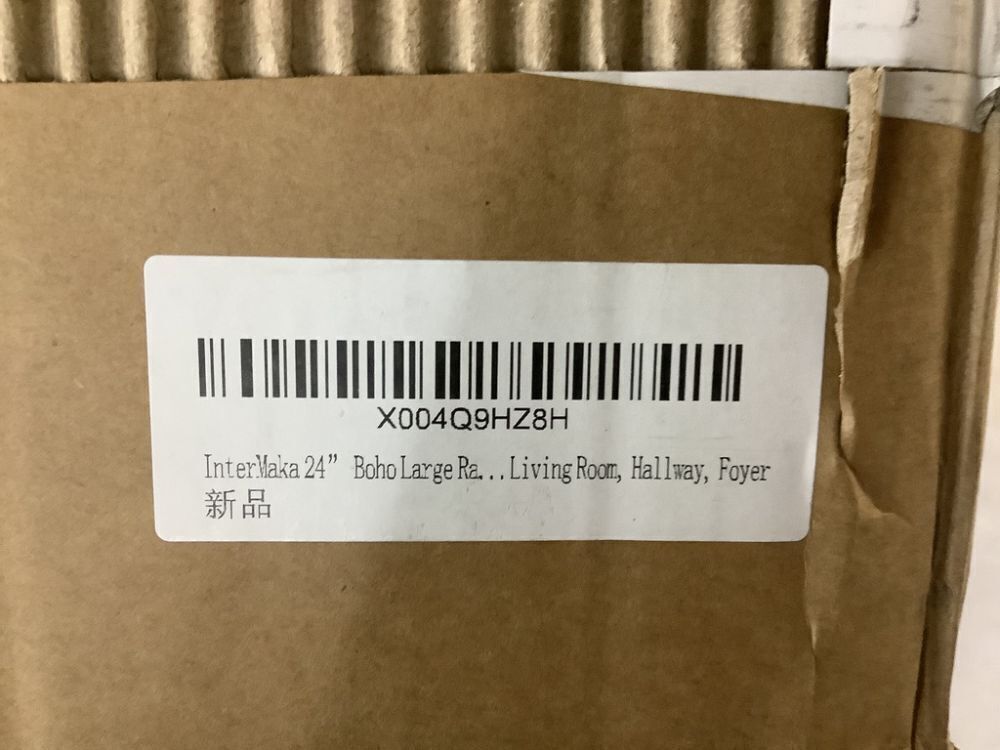 X004Q9HZ8H
InterMaka 24” Boho Large Ra...Living Room, Hallway, Foyer
新品